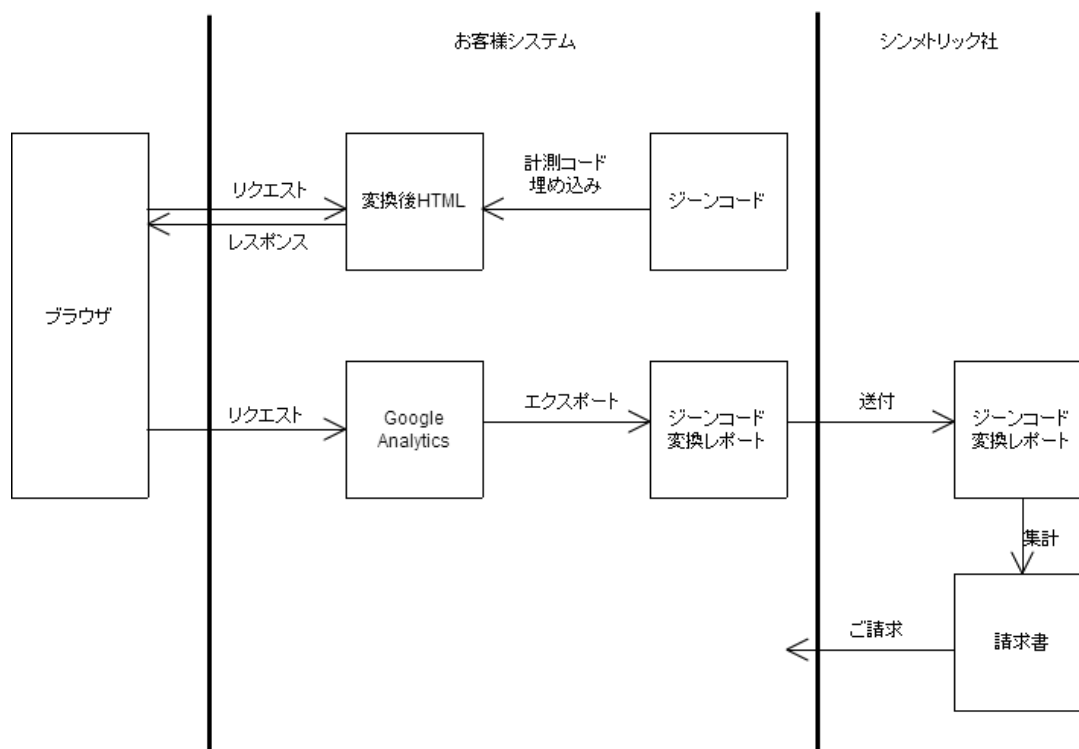 お客様システム
シンメトリック社
リクエスト
レスポンス
変換後HTML
計測コード
埋め込み
ジーンコード
ブラウザ
リクエスト
Google
Analytics
エクスポート
ジーンコード
変換レポート
送付
ジーンコード
変換レポート
集計
ご請求
請求書